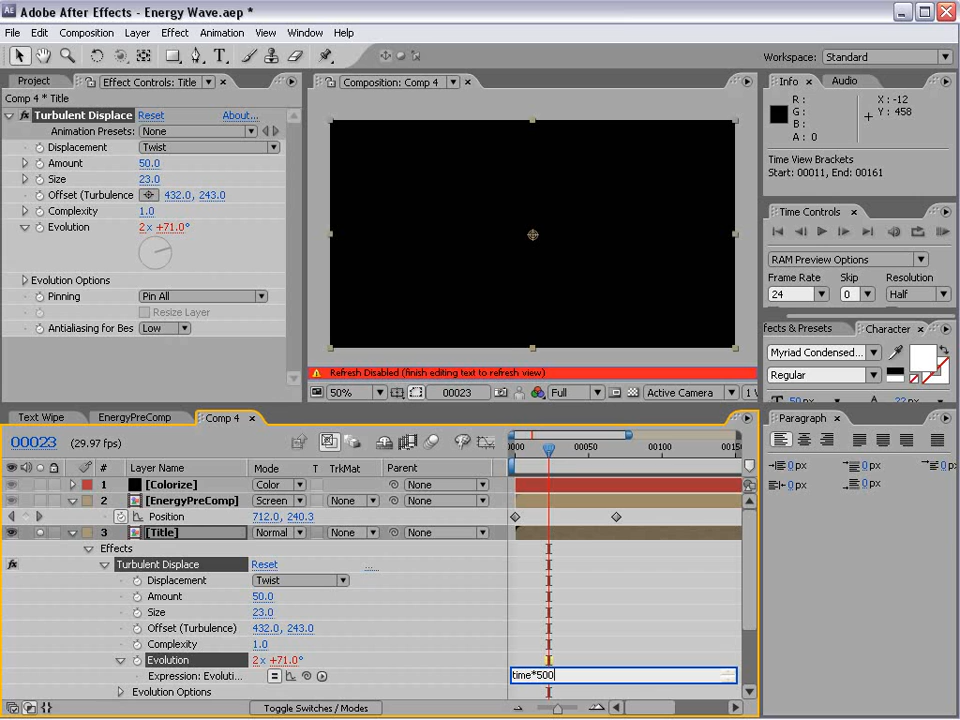 Adobe After Effects - Energy Wave.aep *
File Edit Composition Layer Effect Animation View Window Help
Workspace: Standard
Project Effect Controls: Title
Comp 4 * Title
Turbulent Displace Reset About...
Animation Presets: None
Displacement Twist
Amount 50.0
Size 23.0
Offset (Turbulence 432.0, 243.0
Complexity 1.0
Evolution 2 x +71.0°
Evolution Options
Pinning Pin All
Resize Layer
Antialiasing for Bes Low
Composition: Comp 4
Refresh Disabled (finish editing text to refresh view)
50% 00023 Full Active Camera 1 V
Info Audio
R : X : -12
G : Y : 458
B :
A : 0
Time View Brackets
Start: 00011, End: 00161
Time Controls
RAM Preview Options
Frame Rate Skip Resolution
24 0 Half
ffects & Presets Character
Myriad Condensed...
Regular
Paragraph
0 px 0 px 0 px
0 px 0 px
Text Wipe EnergyPreComp Comp 4
00023 (29.97 fps)
0000 00050 00100 0015
# Layer Name Mode T TrkMat Parent
1 [Colorize] Color None
2 [EnergyPreComp] Screen None None
Position 712.0, 240.3
3 [Title] Normal None None
Effects
Turbulent Displace Reset ...
Displacement Twist
Amount 50.0
Size 23.0
Offset (Turbulence) 432.0, 243.0
Complexity 1.0
Evolution 2 x +71.0°
Expression: Evoluti... time*500
Evolution Options
Toggle Switches / Modes